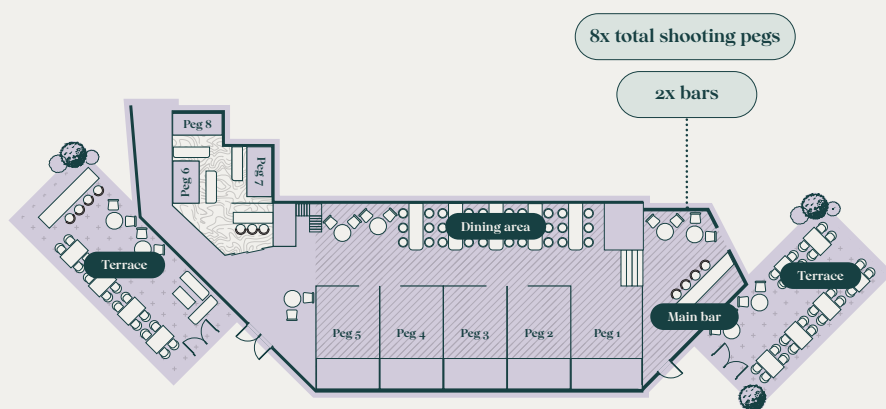 8x total shooting pegs
2x bars
Peg 8
Peg 6
Peg 7
Dining area
Terrace
Terrace
Main bar
Peg 5
Peg 4
Peg 3
Peg 2
Peg 1